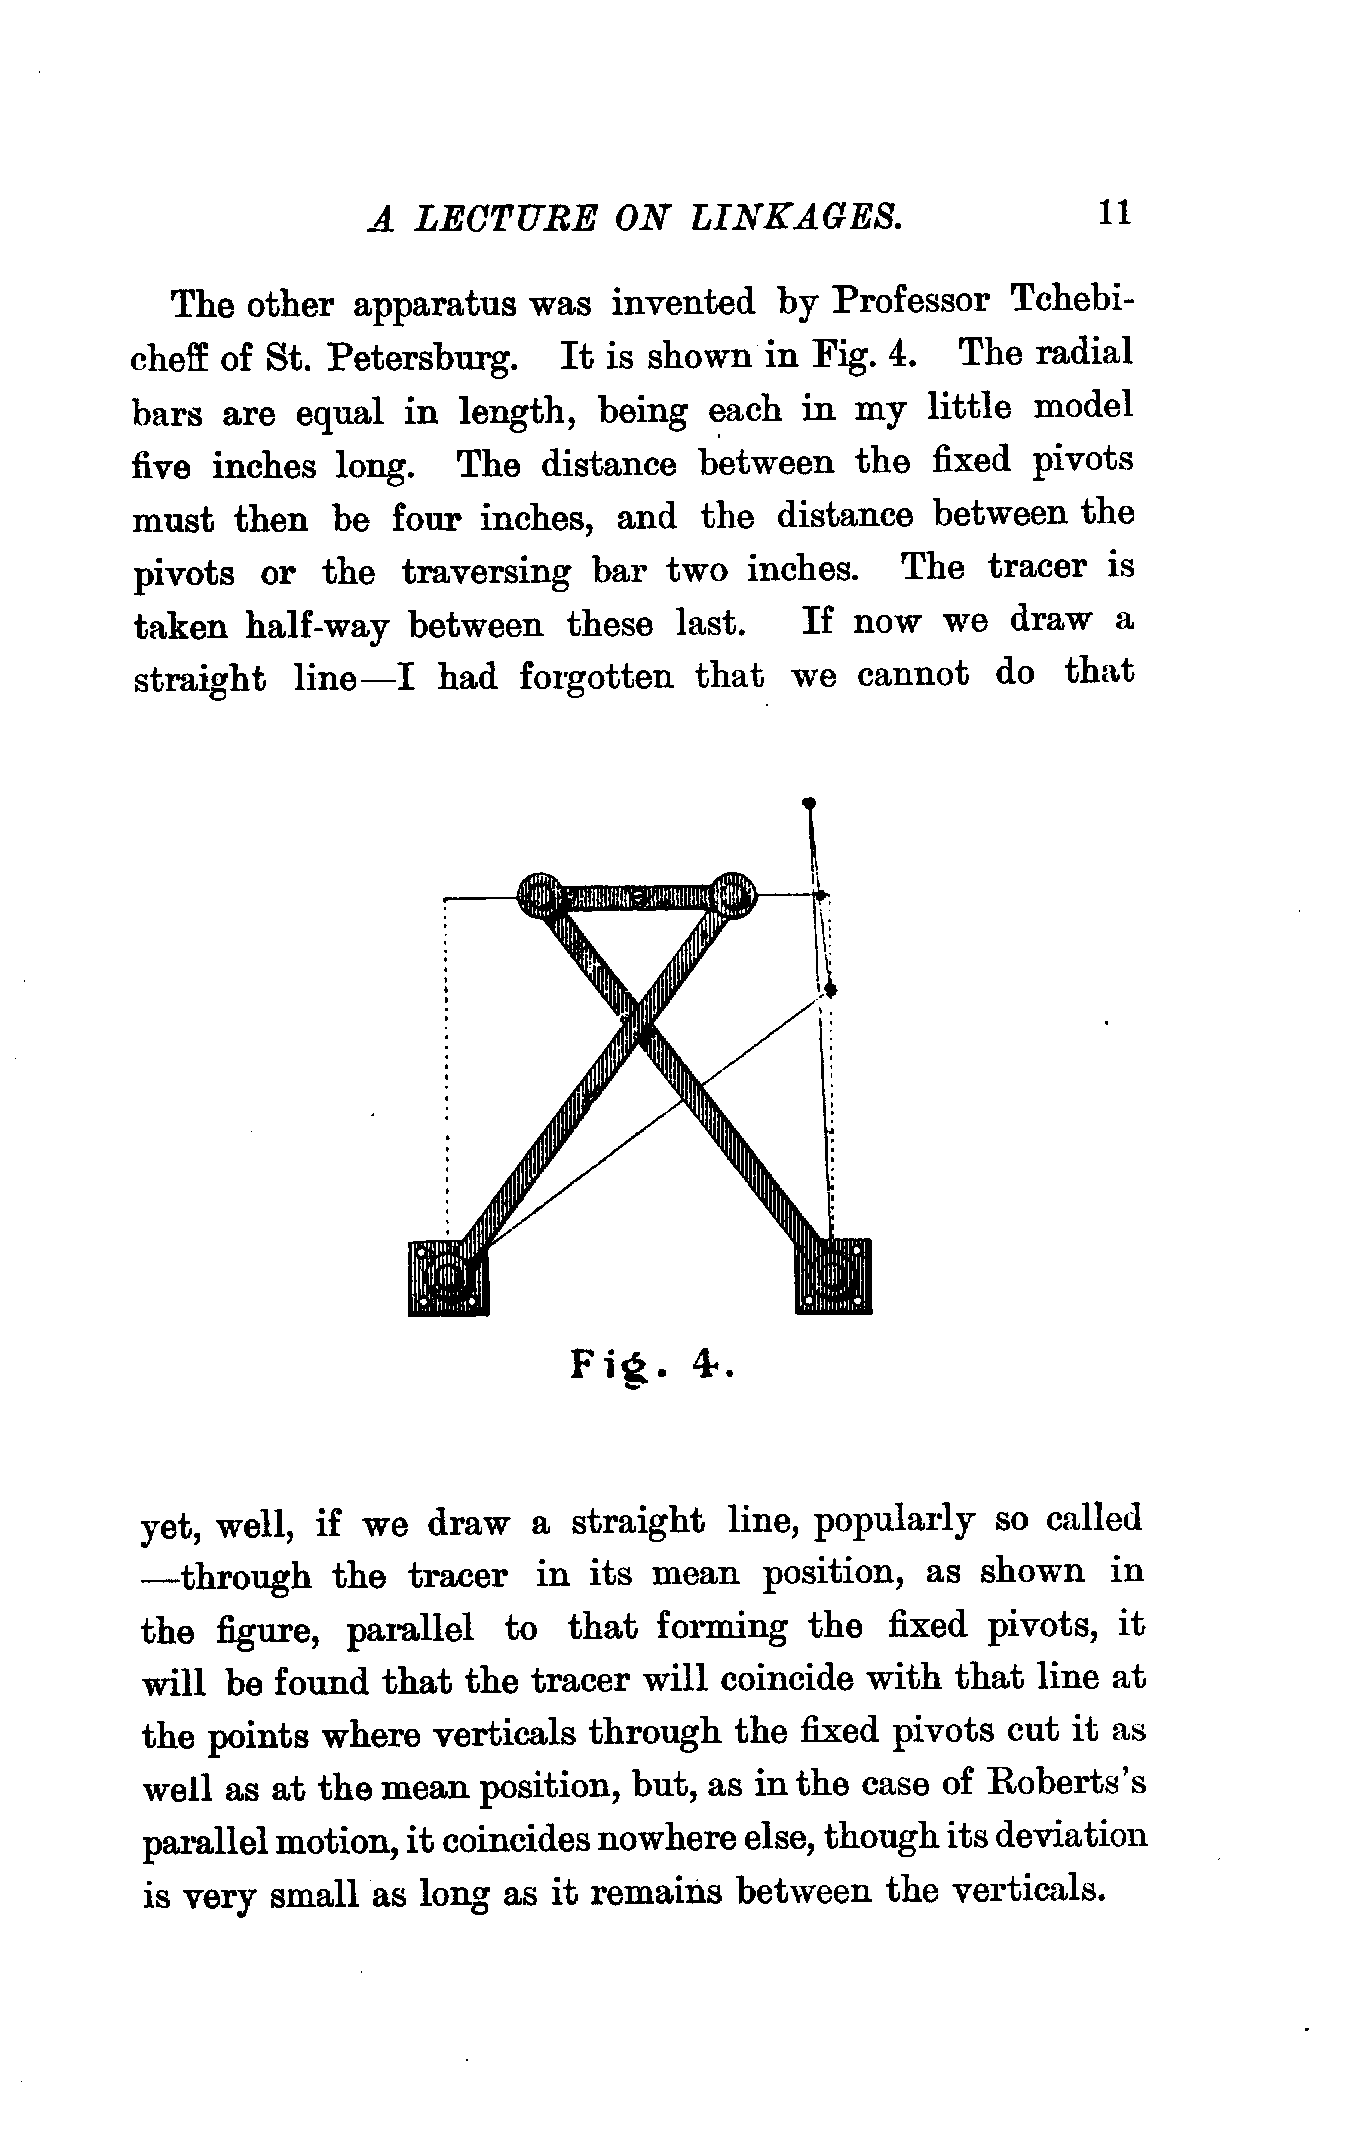 A LECTURE ON LINKAGES. 11
The other apparatus was invented by Professor Tchebi-
cheff of St. Petersburg. It is shown in Fig. 4. The radial
bars are equal in length, being each in my little model
five inches long. The distance between the fixed pivots
must then be four inches, and the distance between the
pivots or the traversing bar two inches. The tracer is
taken half-way between these last. If now we draw a
straight line—I had forgotten that we cannot do that
Fig. 4.
yet, well, if we draw a straight line, popularly so called
—through the tracer in its mean position, as shown in
the figure, parallel to that forming the fixed pivots, it
will be found that the tracer will coincide with that line at
the points where verticals through the fixed pivots cut it as
well as at the mean position, but, as in the case of Roberts's
parallel motion, it coincides nowhere else, though its deviation
is very small as long as it remains between the verticals.